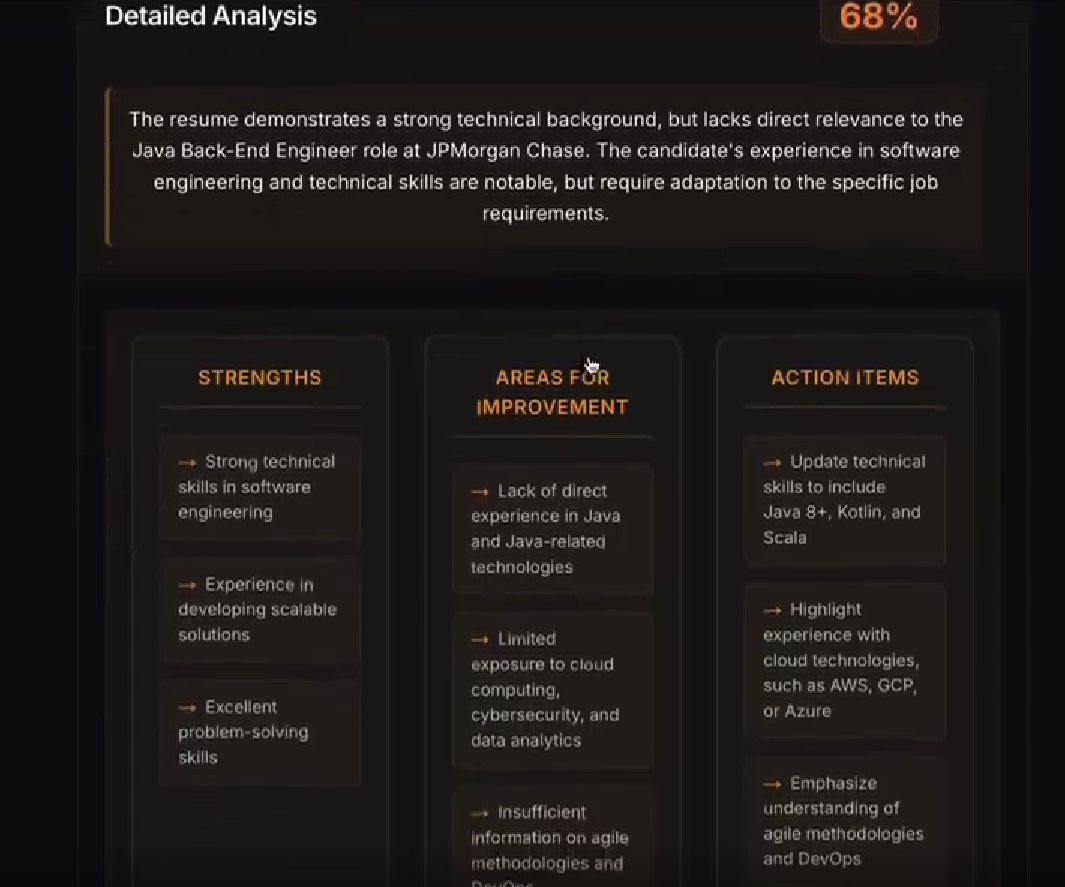 Detailed Analysis
68%
The resume demonstrates a strong technical background, but lacks direct relevance to the
Java Back-End Engineer role at JPMorgan Chase. The candidate's experience in software
engineering and technical skills are notable, but require adaptation to the specific job
requirements.
STRENGTHS
→ Strong technical
skills in software
engineering
→ Experience in
developing scalable
solutions
→ Excellent
problem-solving
skills
AREAS FOR
IMPROVEMENT
→ Lack of direct
experience in Java
and Java-related
technologies
→ Limited
exposure to cloud
computing,
cybersecurity, and
data analytics
→ Insufficient
information on agile
methodologies and
DevOps
ACTION ITEMS
→ Update technical
skills to include
Java 8+, Kotlin, and
Scala
→ Highlight
experience with
cloud technologies,
such as AWS, GCP,
or Azure
→ Emphasize
understanding of
agile methodologies
and DevOps